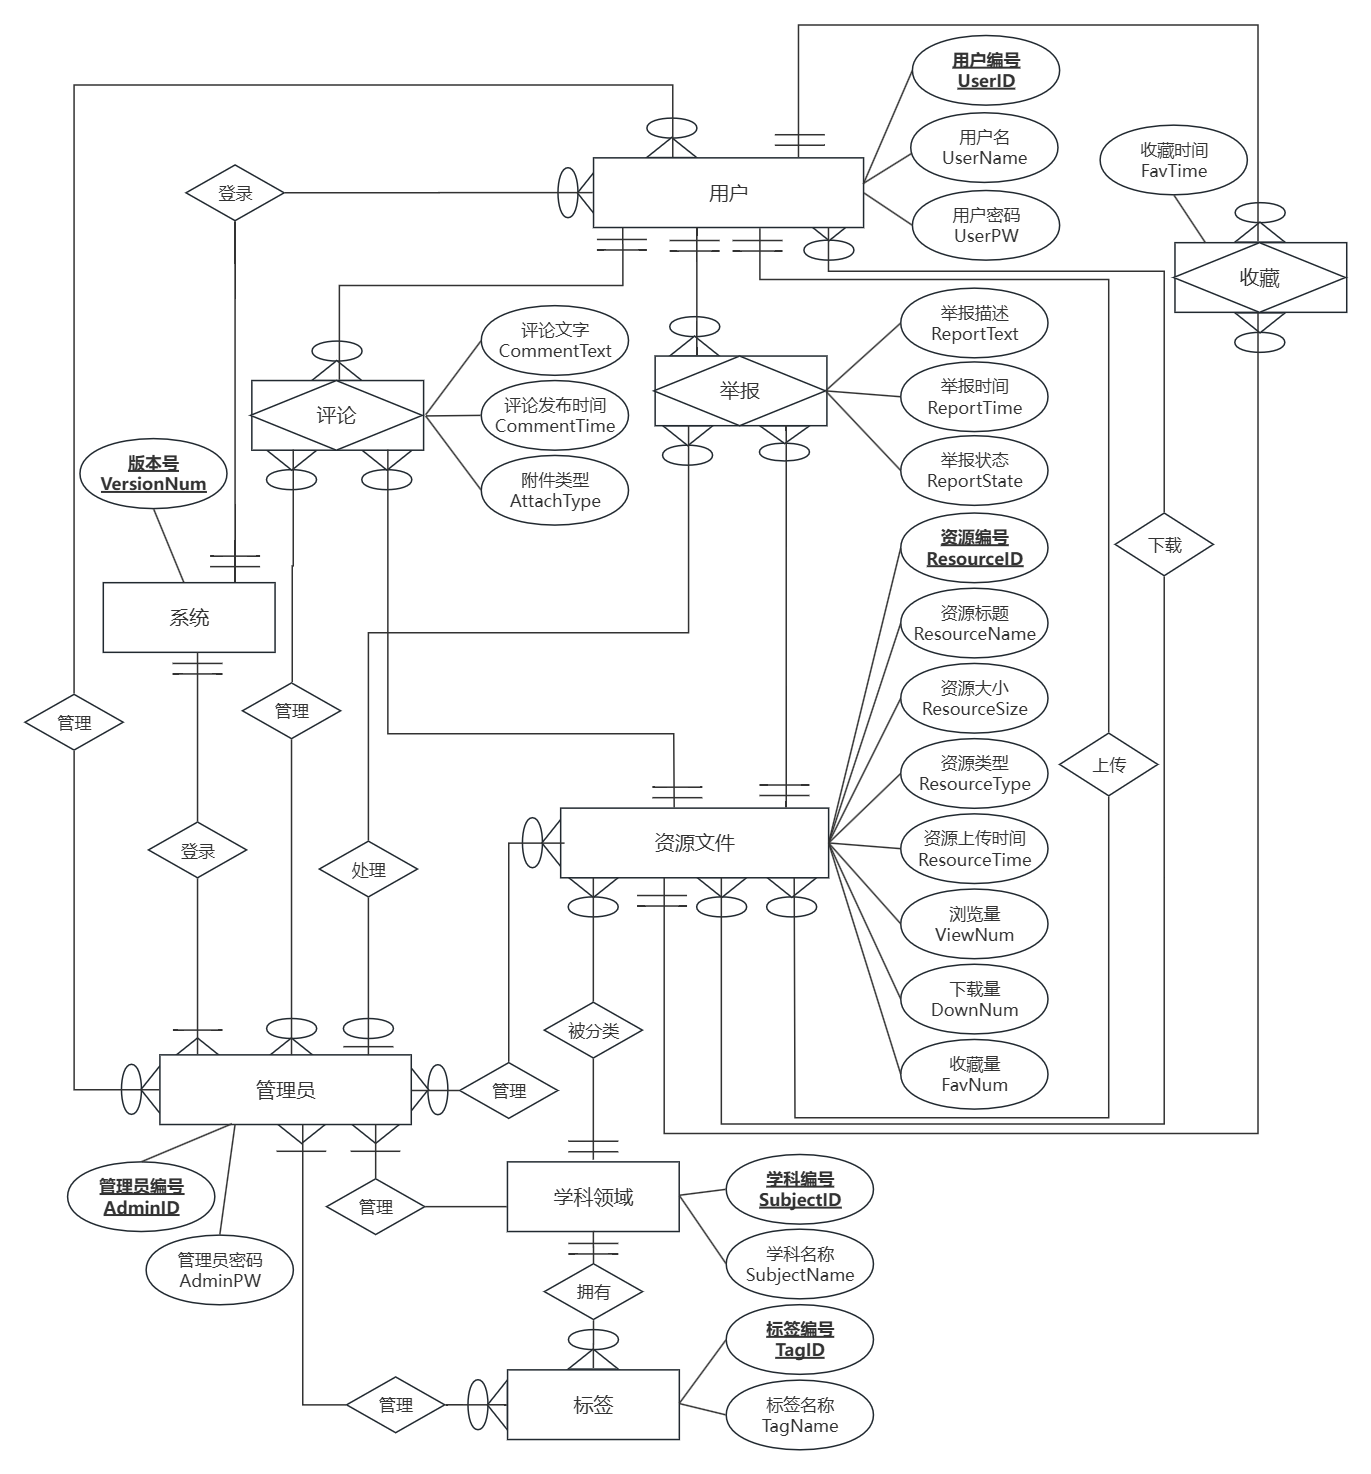 用户编号
UserID
用户名
UserName
用户密码
UserPW
收藏时间
FavTime
登录
用户
收藏
评论文字
CommentText
评论发布时间
CommentTime
附件类型
AttachType
举报描述
ReportText
举报时间
ReportTime
举报状态
ReportState
评论
举报
版本号
VersionNum
资源编号
ResourceID
下载
系统
资源标题
ResourceName
资源大小
ResourceSize
管理
管理
资源类型
ResourceType
上传
资源文件
资源上传时间
ResourceTime
登录
处理
浏览量
ViewNum
下载量
DownNum
被分类
收藏量
FavNum
管理员
管理
管理员编号
AdminID
管理员密码
AdminPW
管理
学科领域
学科编号
SubjectID
学科名称
SubjectName
拥有
标签编号
TagID
管理
标签
标签名称
TagName